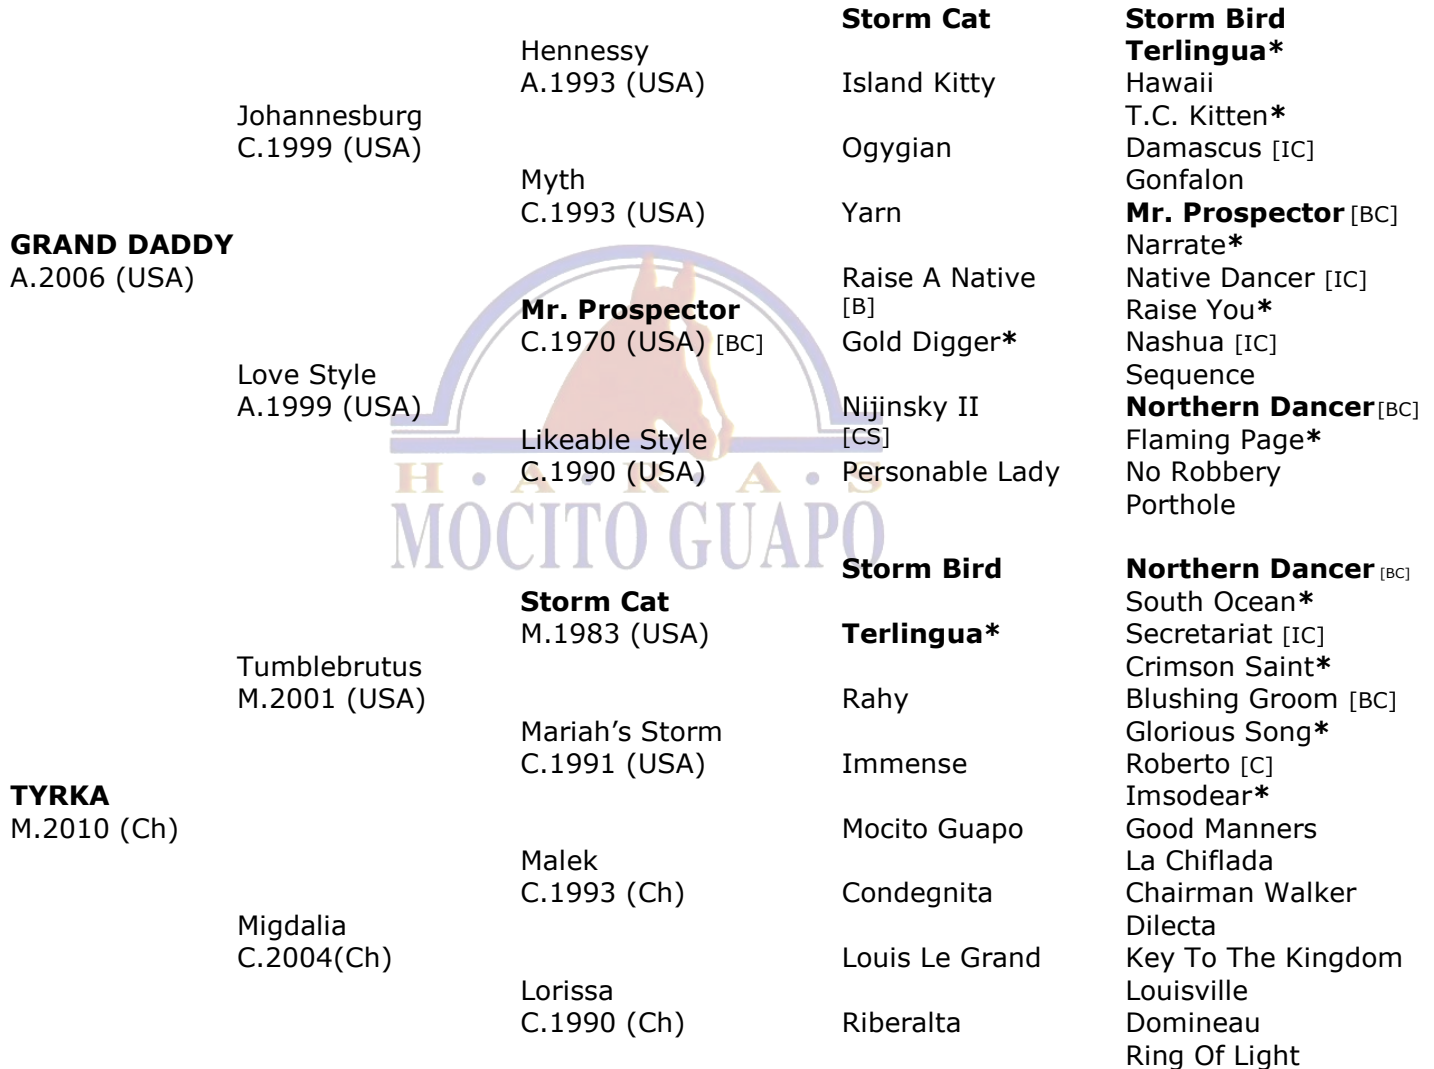 Storm Cat Storm Bird
Hennessy Terlingua*
A.1993 (USA) Island Kitty Hawaii
Johannesburg T.C. Kitten*
C.1999 (USA) Ogygian Damascus [IC]
Myth Gonfalon
C.1993 (USA) Yarn Mr. Prospector [BC]
GRAND DADDY Narrate*
A.2006 (USA) Raise A Native Native Dancer [IC]
Mr. Prospector [B] Raise You*
C.1970 (USA) [BC] Gold Digger* Nashua [IC]
Love Style Sequence
A.1999 (USA) Nijinsky II Northern Dancer [BC]
Likeable Style [CS] Flaming Page*
C.1990 (USA) Personable Lady No Robbery
H • A • R • A • S
Porthole
MOCITO GUAPO
Storm Bird Northern Dancer [BC]
Storm Cat South Ocean*
M.1983 (USA) Terlingua* Secretariat [IC]
Tumblebrutus Crimson Saint*
M.2001 (USA) Rahy Blushing Groom [BC]
Mariah’s Storm Glorious Song*
C.1991 (USA) Immense Roberto [C]
TYRKA Imsodear*
M.2010 (Ch) Mocito Guapo Good Manners
Malek La Chiflada
C.1993 (Ch) Condegnita Chairman Walker
Migdalia Dilecta
C.2004(Ch) Louis Le Grand Key To The Kingdom
Lorissa Louisville
C.1990 (Ch) Riberalta Domineau
Ring Of Light